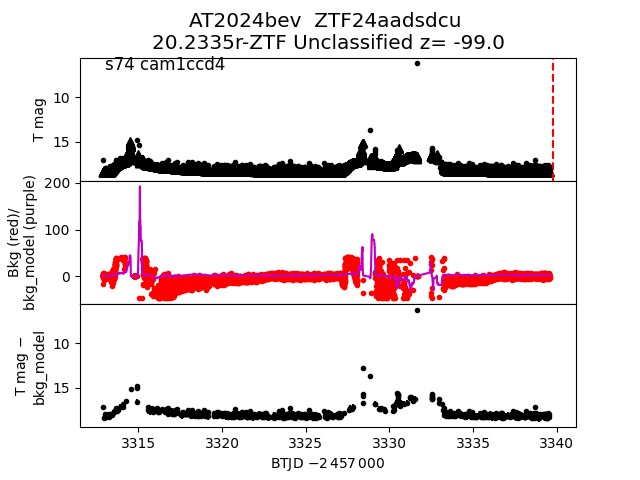 AT2024bev  ZTF24aadsdcu
20.2335r-ZTF Unclassified z= -99.0
s74 cam1ccd4
10
15
T mag
200
100
0
Bkg (red)/
bkg_model (purple)
10
15
T mag −
bkg_model
3315
3320
3325
3330
3335
3340
BTJD −2 457 000